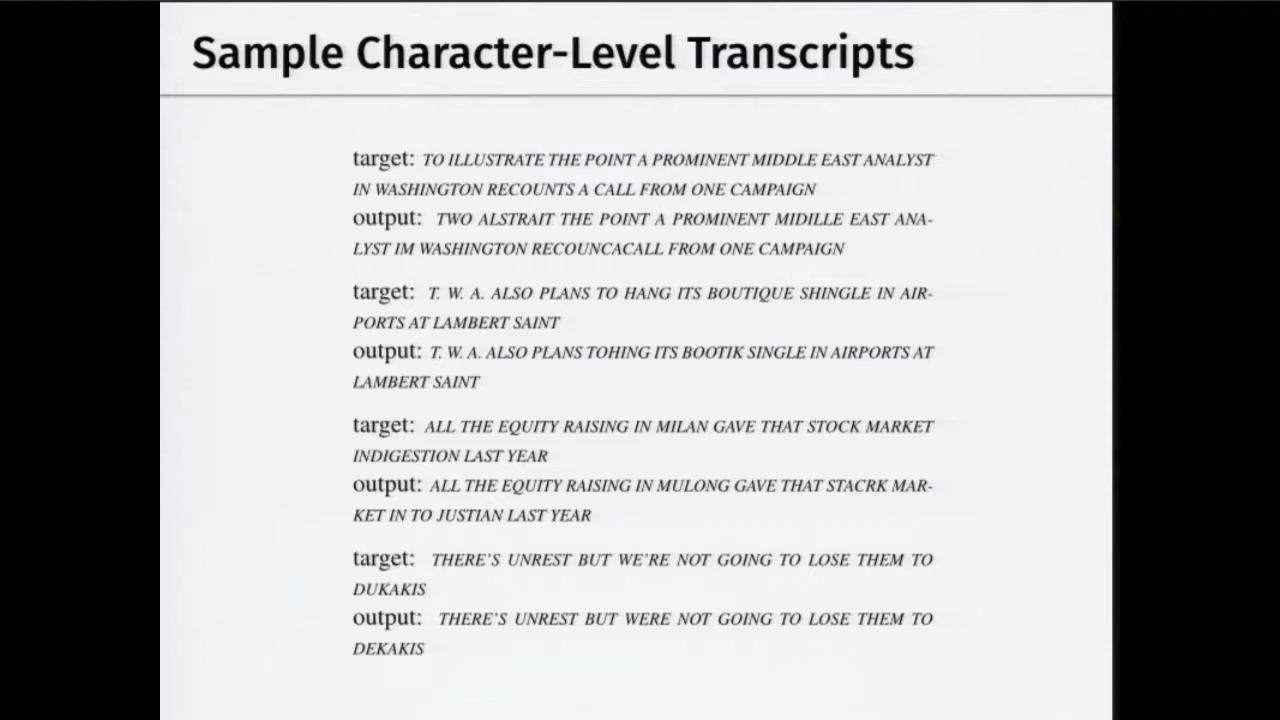 Sample Character-Level Transcripts
target: TO ILLUSTRATE THE POINT A PROMINENT MIDDLE EAST ANALYST
IN WASHINGTON RECOUNTS A CALL FROM ONE CAMPAIGN
output: TWO ALSTRAIT THE POINT A PROMINENT MIDILLE EAST ANA-
LYST IM WASHINGTON RECOUNCACALL FROM ONE CAMPAIGN
target: T. W. A. ALSO PLANS TO HANG ITS BOUTIQUE SHINGLE IN AIR-
PORTS AT LAMBERT SAINT
output: T. W. A. ALSO PLANS TOHING ITS BOOTIK SINGLE IN AIRPORTS AT
LAMBERT SAINT
target: ALL THE EQUITY RAISING IN MILAN GAVE THAT STOCK MARKET
INDIGESTION LAST YEAR
output: ALL THE EQUITY RAISING IN MULONG GAVE THAT STACRK MAR-
KET IN TO JUSTIAN LAST YEAR
target: THERE'S UNREST BUT WE'RE NOT GOING TO LOSE THEM TO
DUKAKIS
output: THERE'S UNREST BUT WERE NOT GOING TO LOSE THEM TO
DEKAKIS